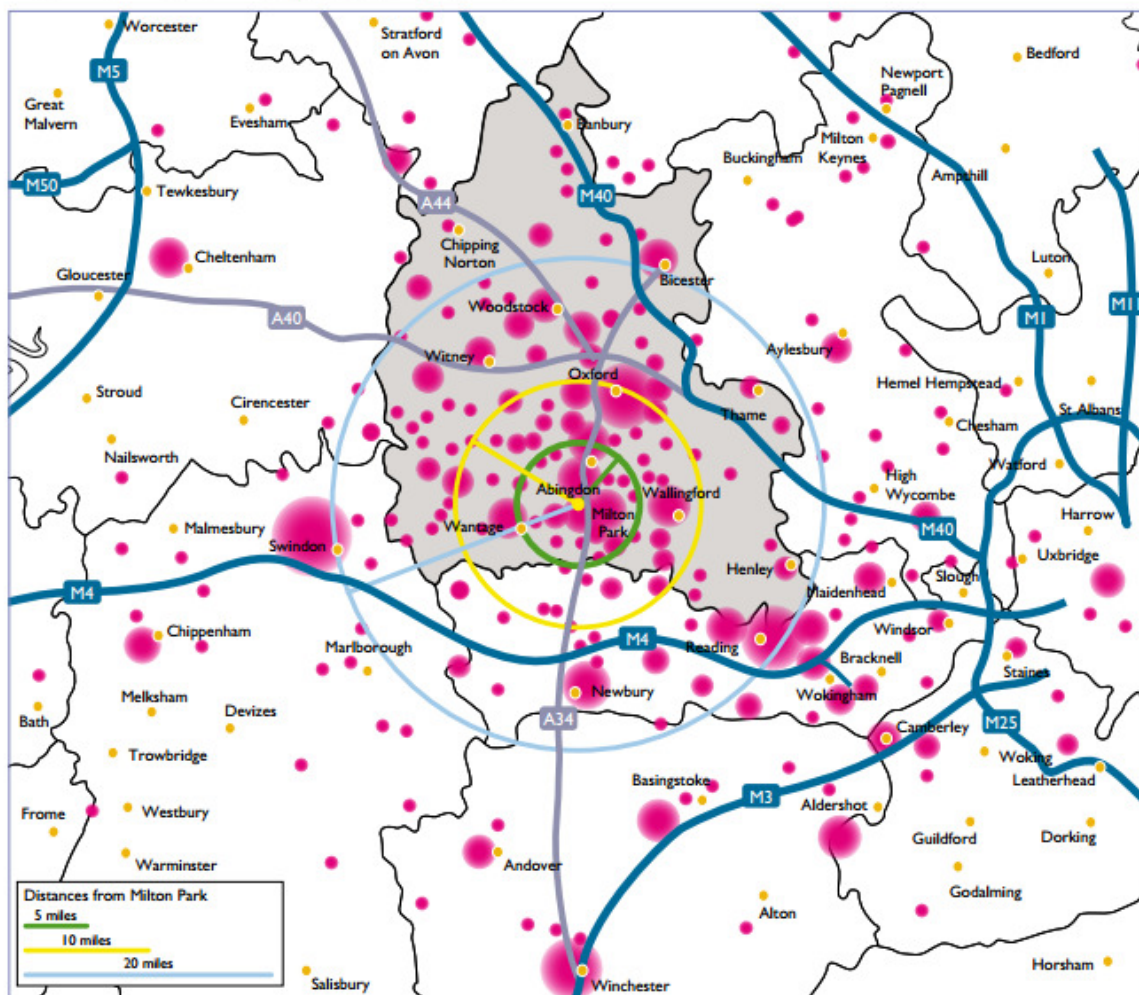 Worcester
Stratford
on Avon
Bedford
M5
Newport
Pagnell
Great
Malvern
Evesham
Banbury
Milton
Keynes
Buckingham
Ampthill
M50
Tewkesbury
A44
M40
Chipping
Norton
Cheltenham
Luton
Gloucester
Bicester
Woodstock
A40
M1
M1
Witney
Aylesbury
Oxford
Hemel Hempstead
Stroud
Cirencester
Thame
St Albans
Chesham
Nailsworth
Watford
High
Wycombe
Abingdon
Wallingford
Milton
Park
Malmesbury
Wantage
Harrow
Swindon
M40
Uxbridge
Henley
Slough
Maidenhead
M4
Chippenham
Windsor
Marlborough
M4
Reading
Bracknell
Staines
Wokingham
Melksham
Newbury
Bath
Devizes
A34
M25
Camberley
Trowbridge
Woking
Leatherhead
Basingstoke
M3
Aldershot
Westbury
Frome
Guildford
Dorking
Warminster
Andover
Godalming
Distances from Milton Park
5 miles
10 miles
20 miles
Alton
Salisbury
Winchester
Horsham